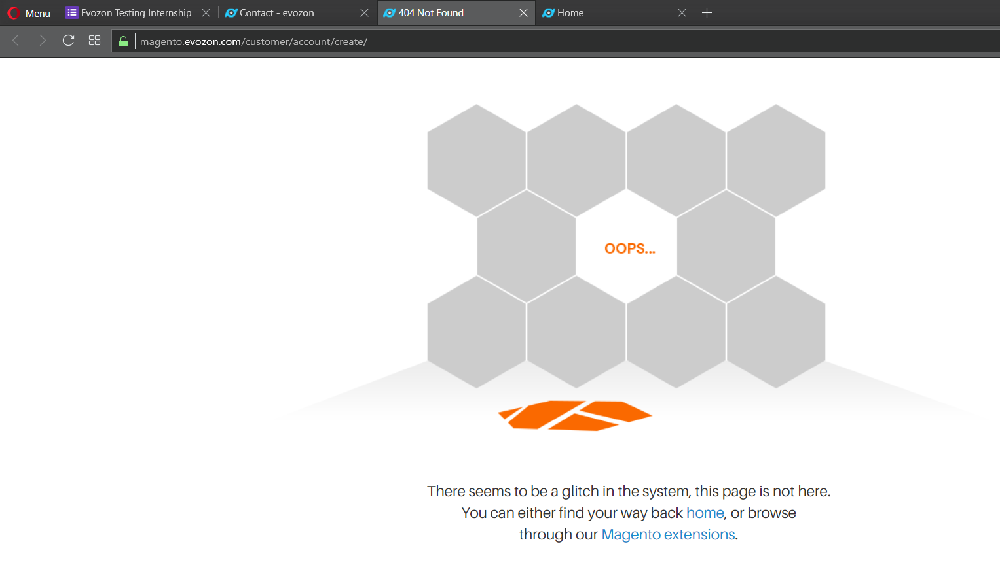 Menu
Evozon Testing Internship
Contact - evozon
404 Not Found
Home
magento.evozon.com/customer/account/create/
OOPS...
There seems to be a glitch in the system, this page is not here.
You can either find your way back home, or browse
through our Magento extensions.